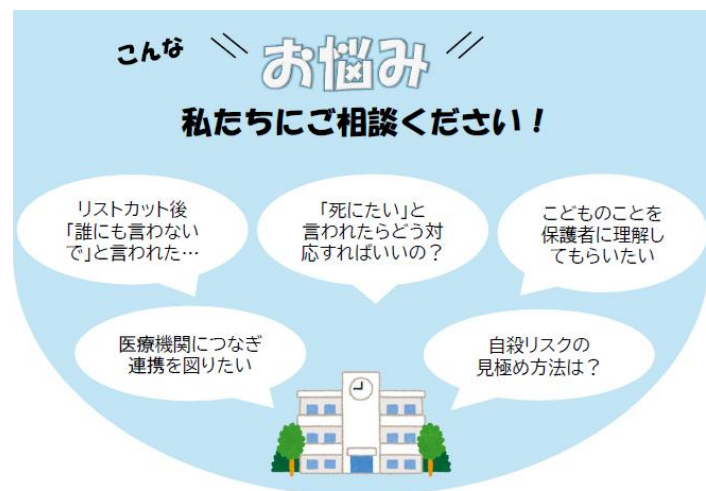 こんな お悩み
私たちにご相談ください！
リストカット後
「誰にも言わない
で」と言われた…
「死にたい」と
言われたらどう対
応すればいいの？
こどものことを
保護者に理解し
てもらいたい
医療機関につなぎ
連携を図りたい
自殺リスクの
見極め方法は？